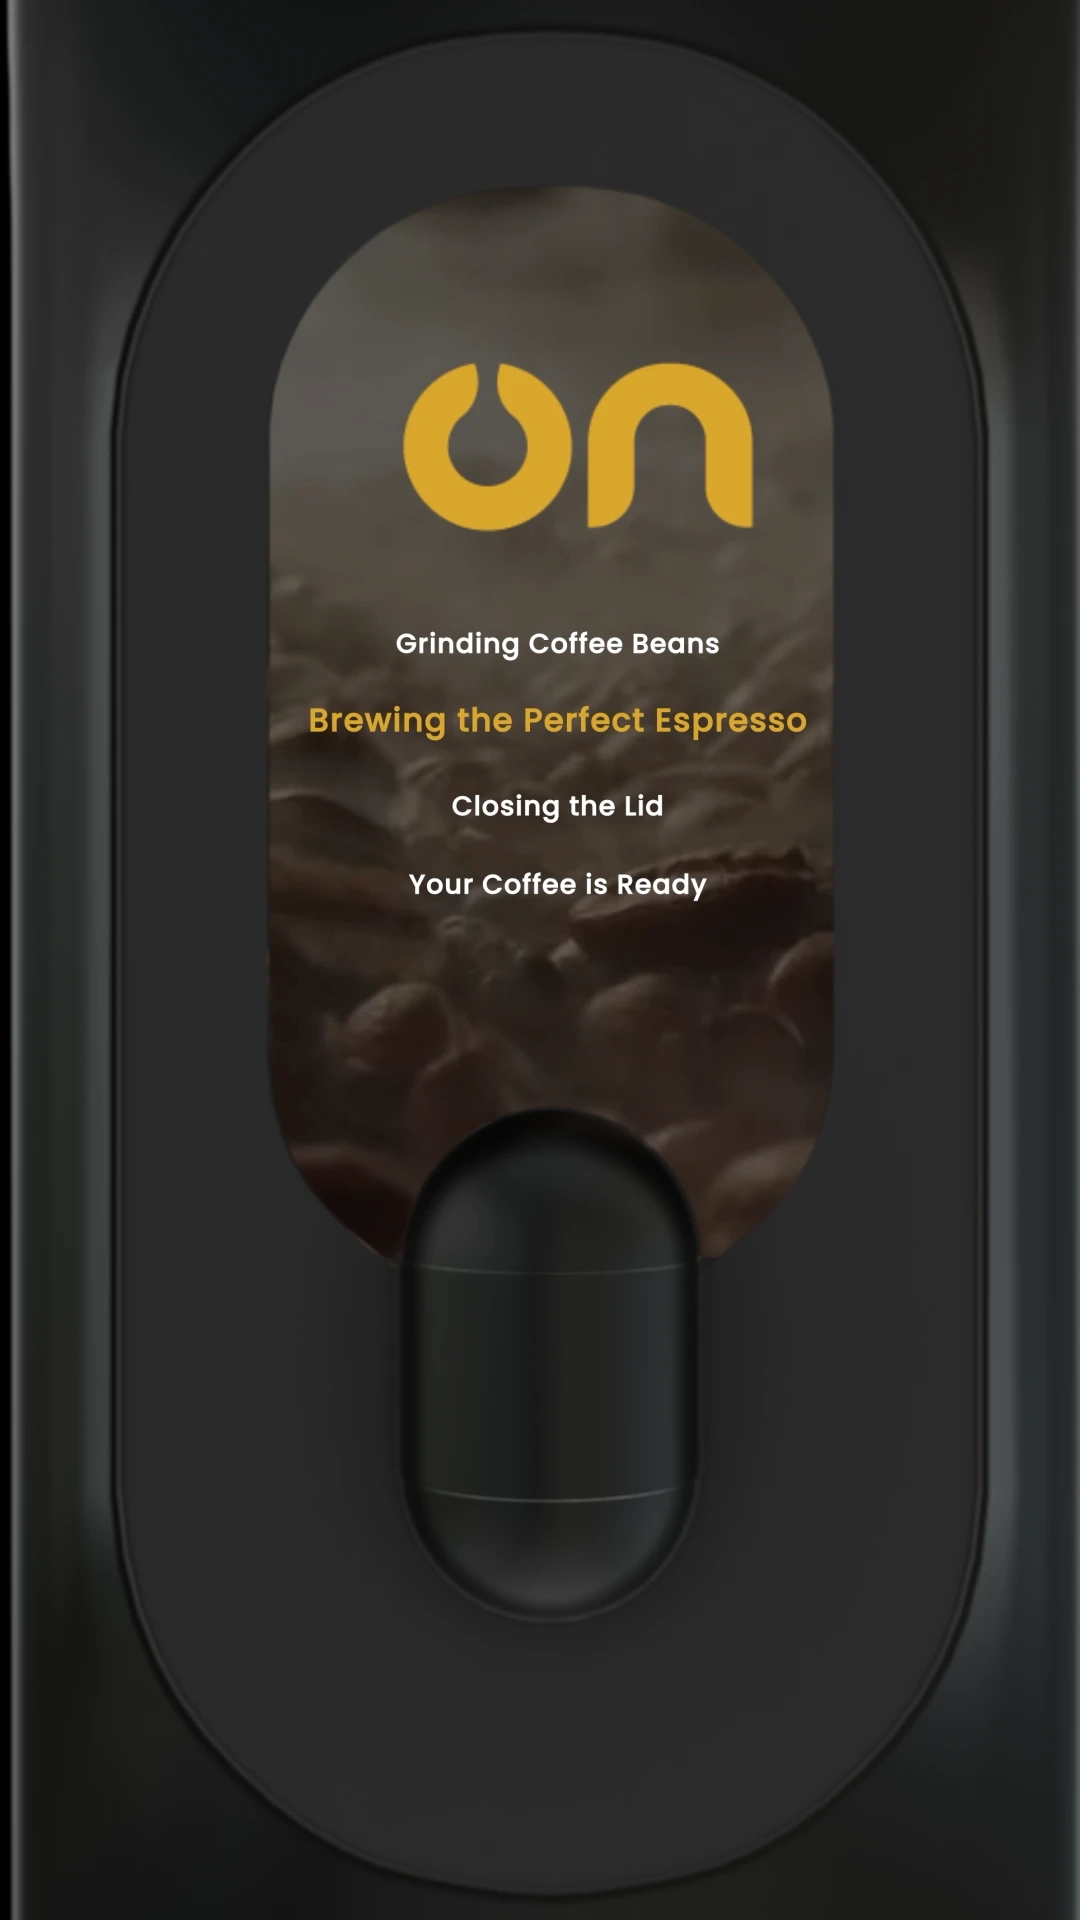 on
Grinding Coffee Beans
Brewing the Perfect Espresso
Closing the Lid
Your Coffee is Ready